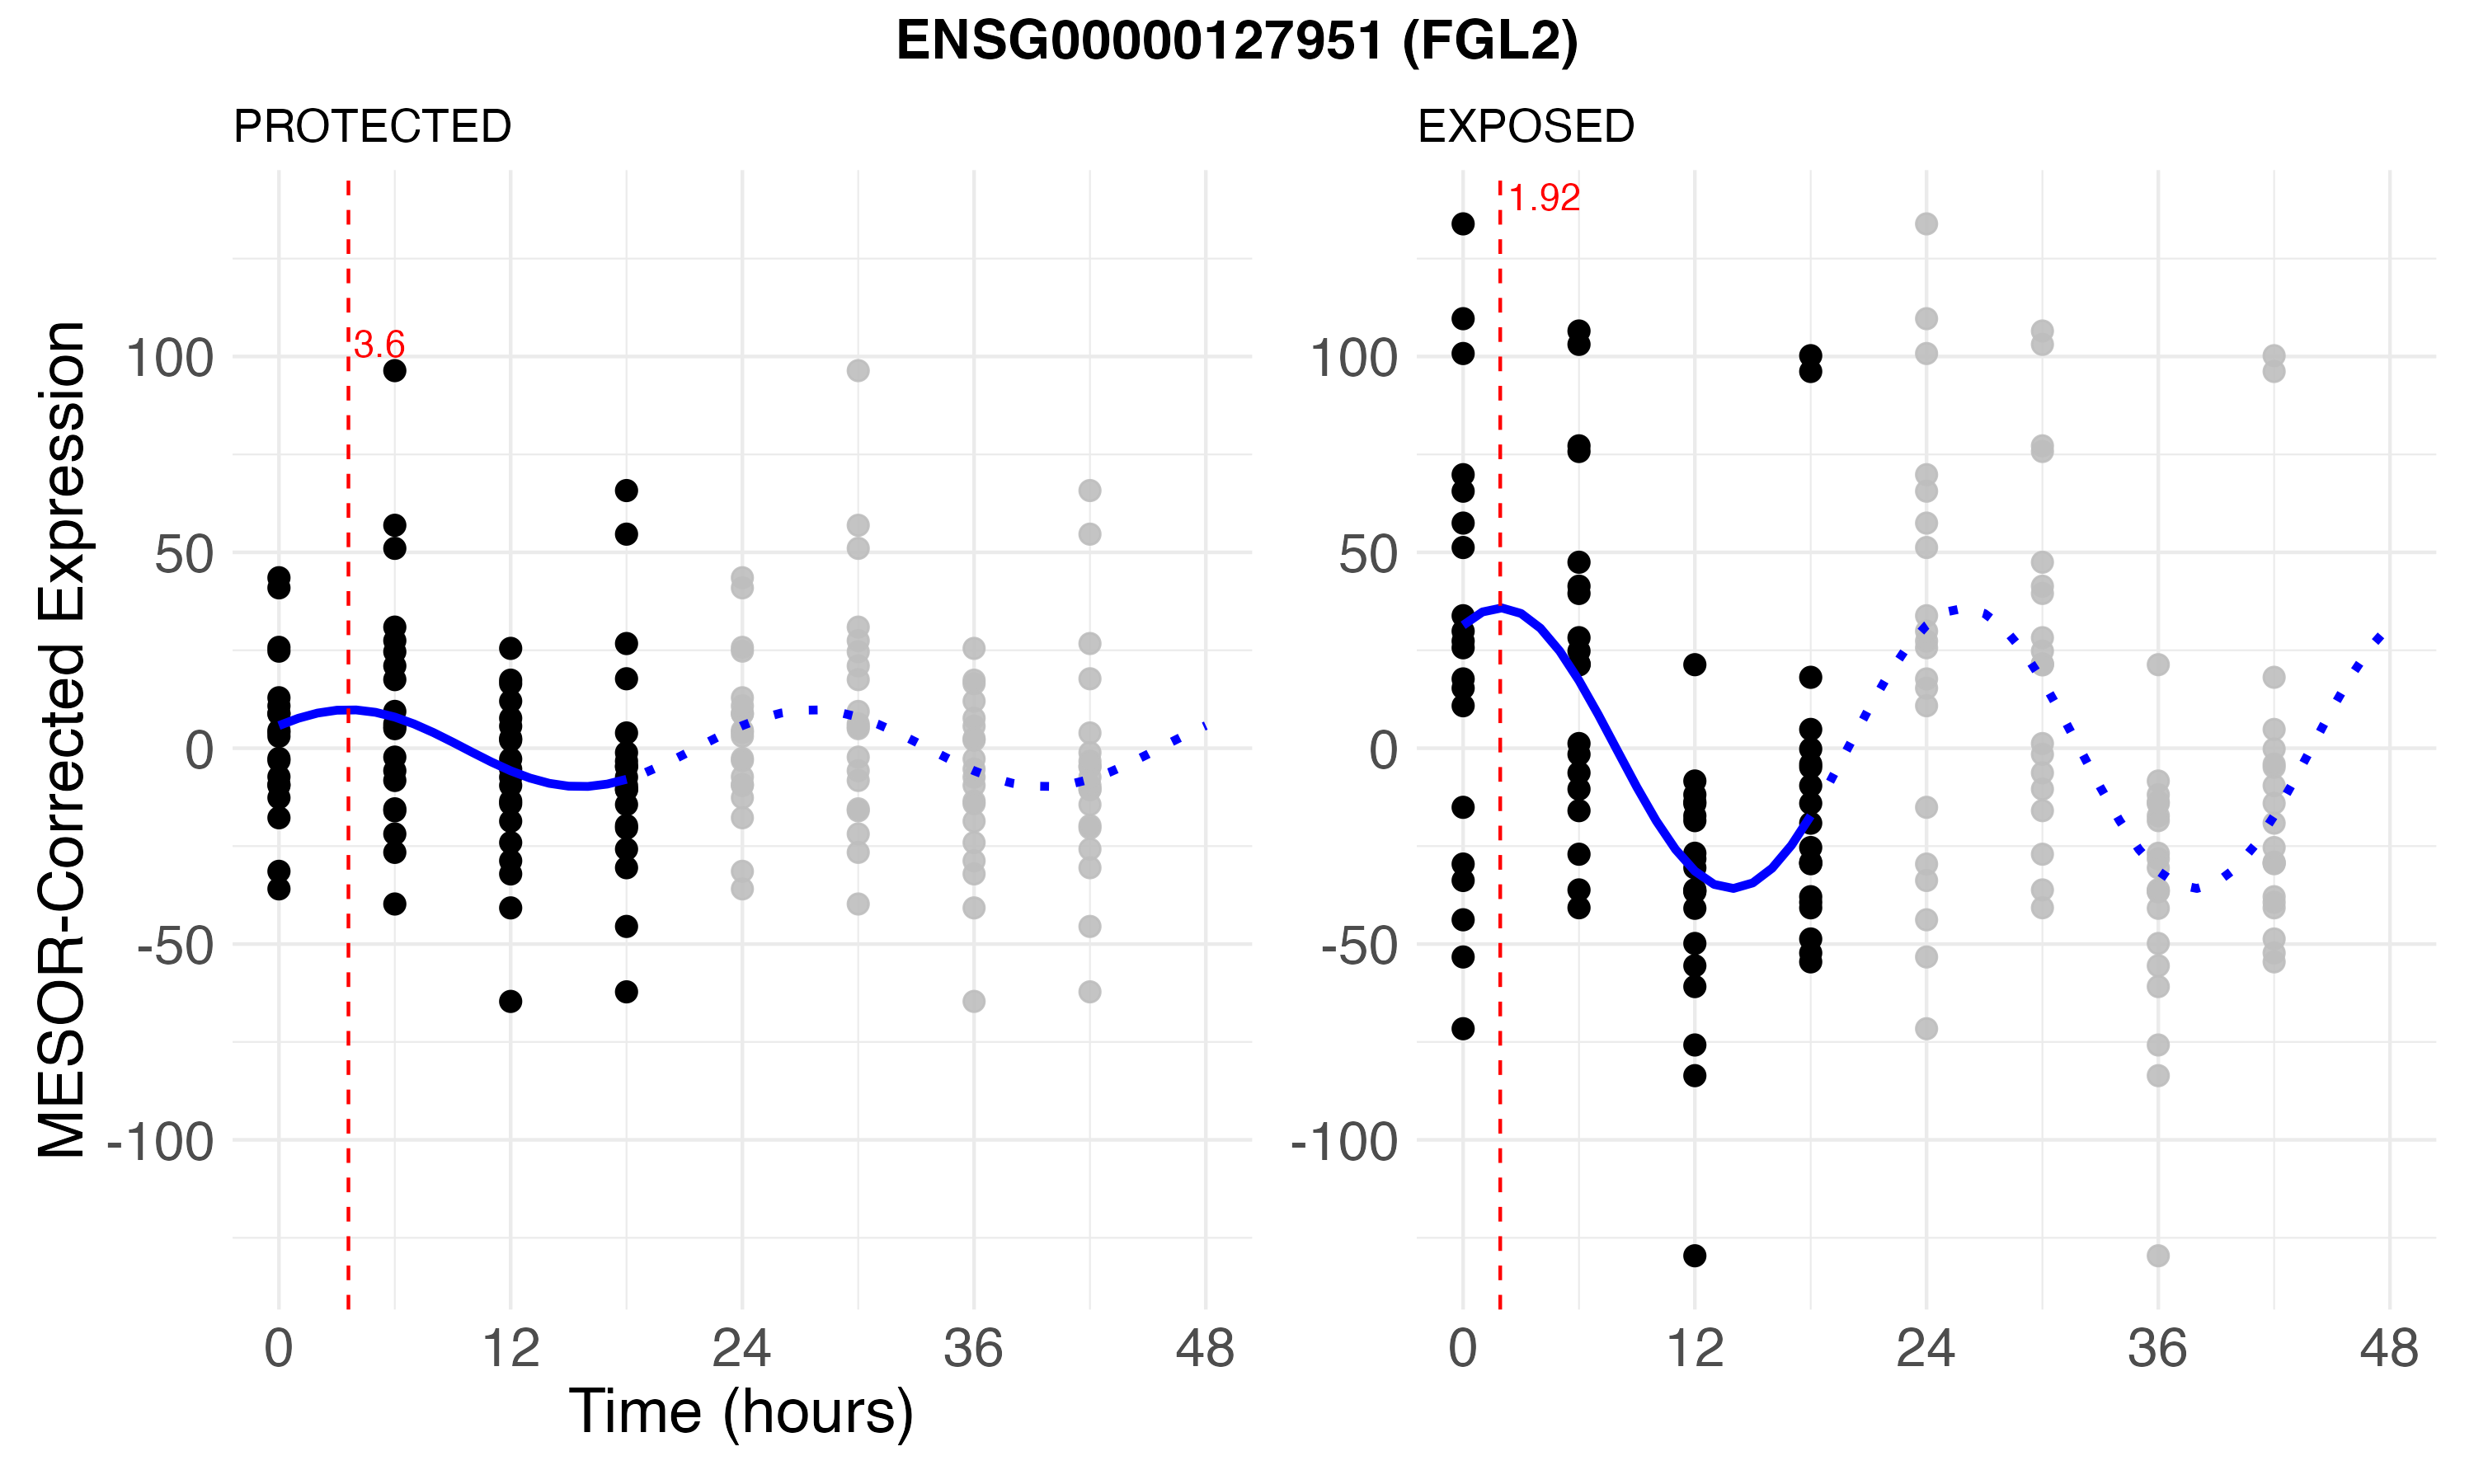 ENSG00000127951 (FGL2)
PROTECTED
EXPOSED
MESOR-Corrected Expression
100
50
0
-50
-100
3.6
0 12 24 36 48
100
50
0
-50
-100
1.92
0 12 24 36 48
Time (hours)